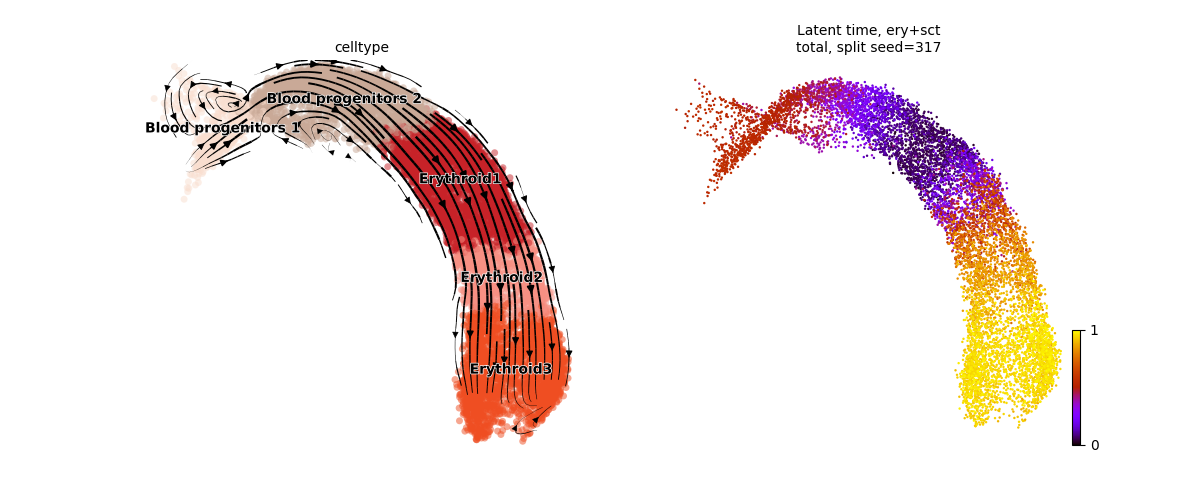 celltype
Blood progenitors 2
Blood progenitors 1
Erythroid1
Erythroid2
Erythroid3
Latent time, ery+sct
total, split seed=317
1
0